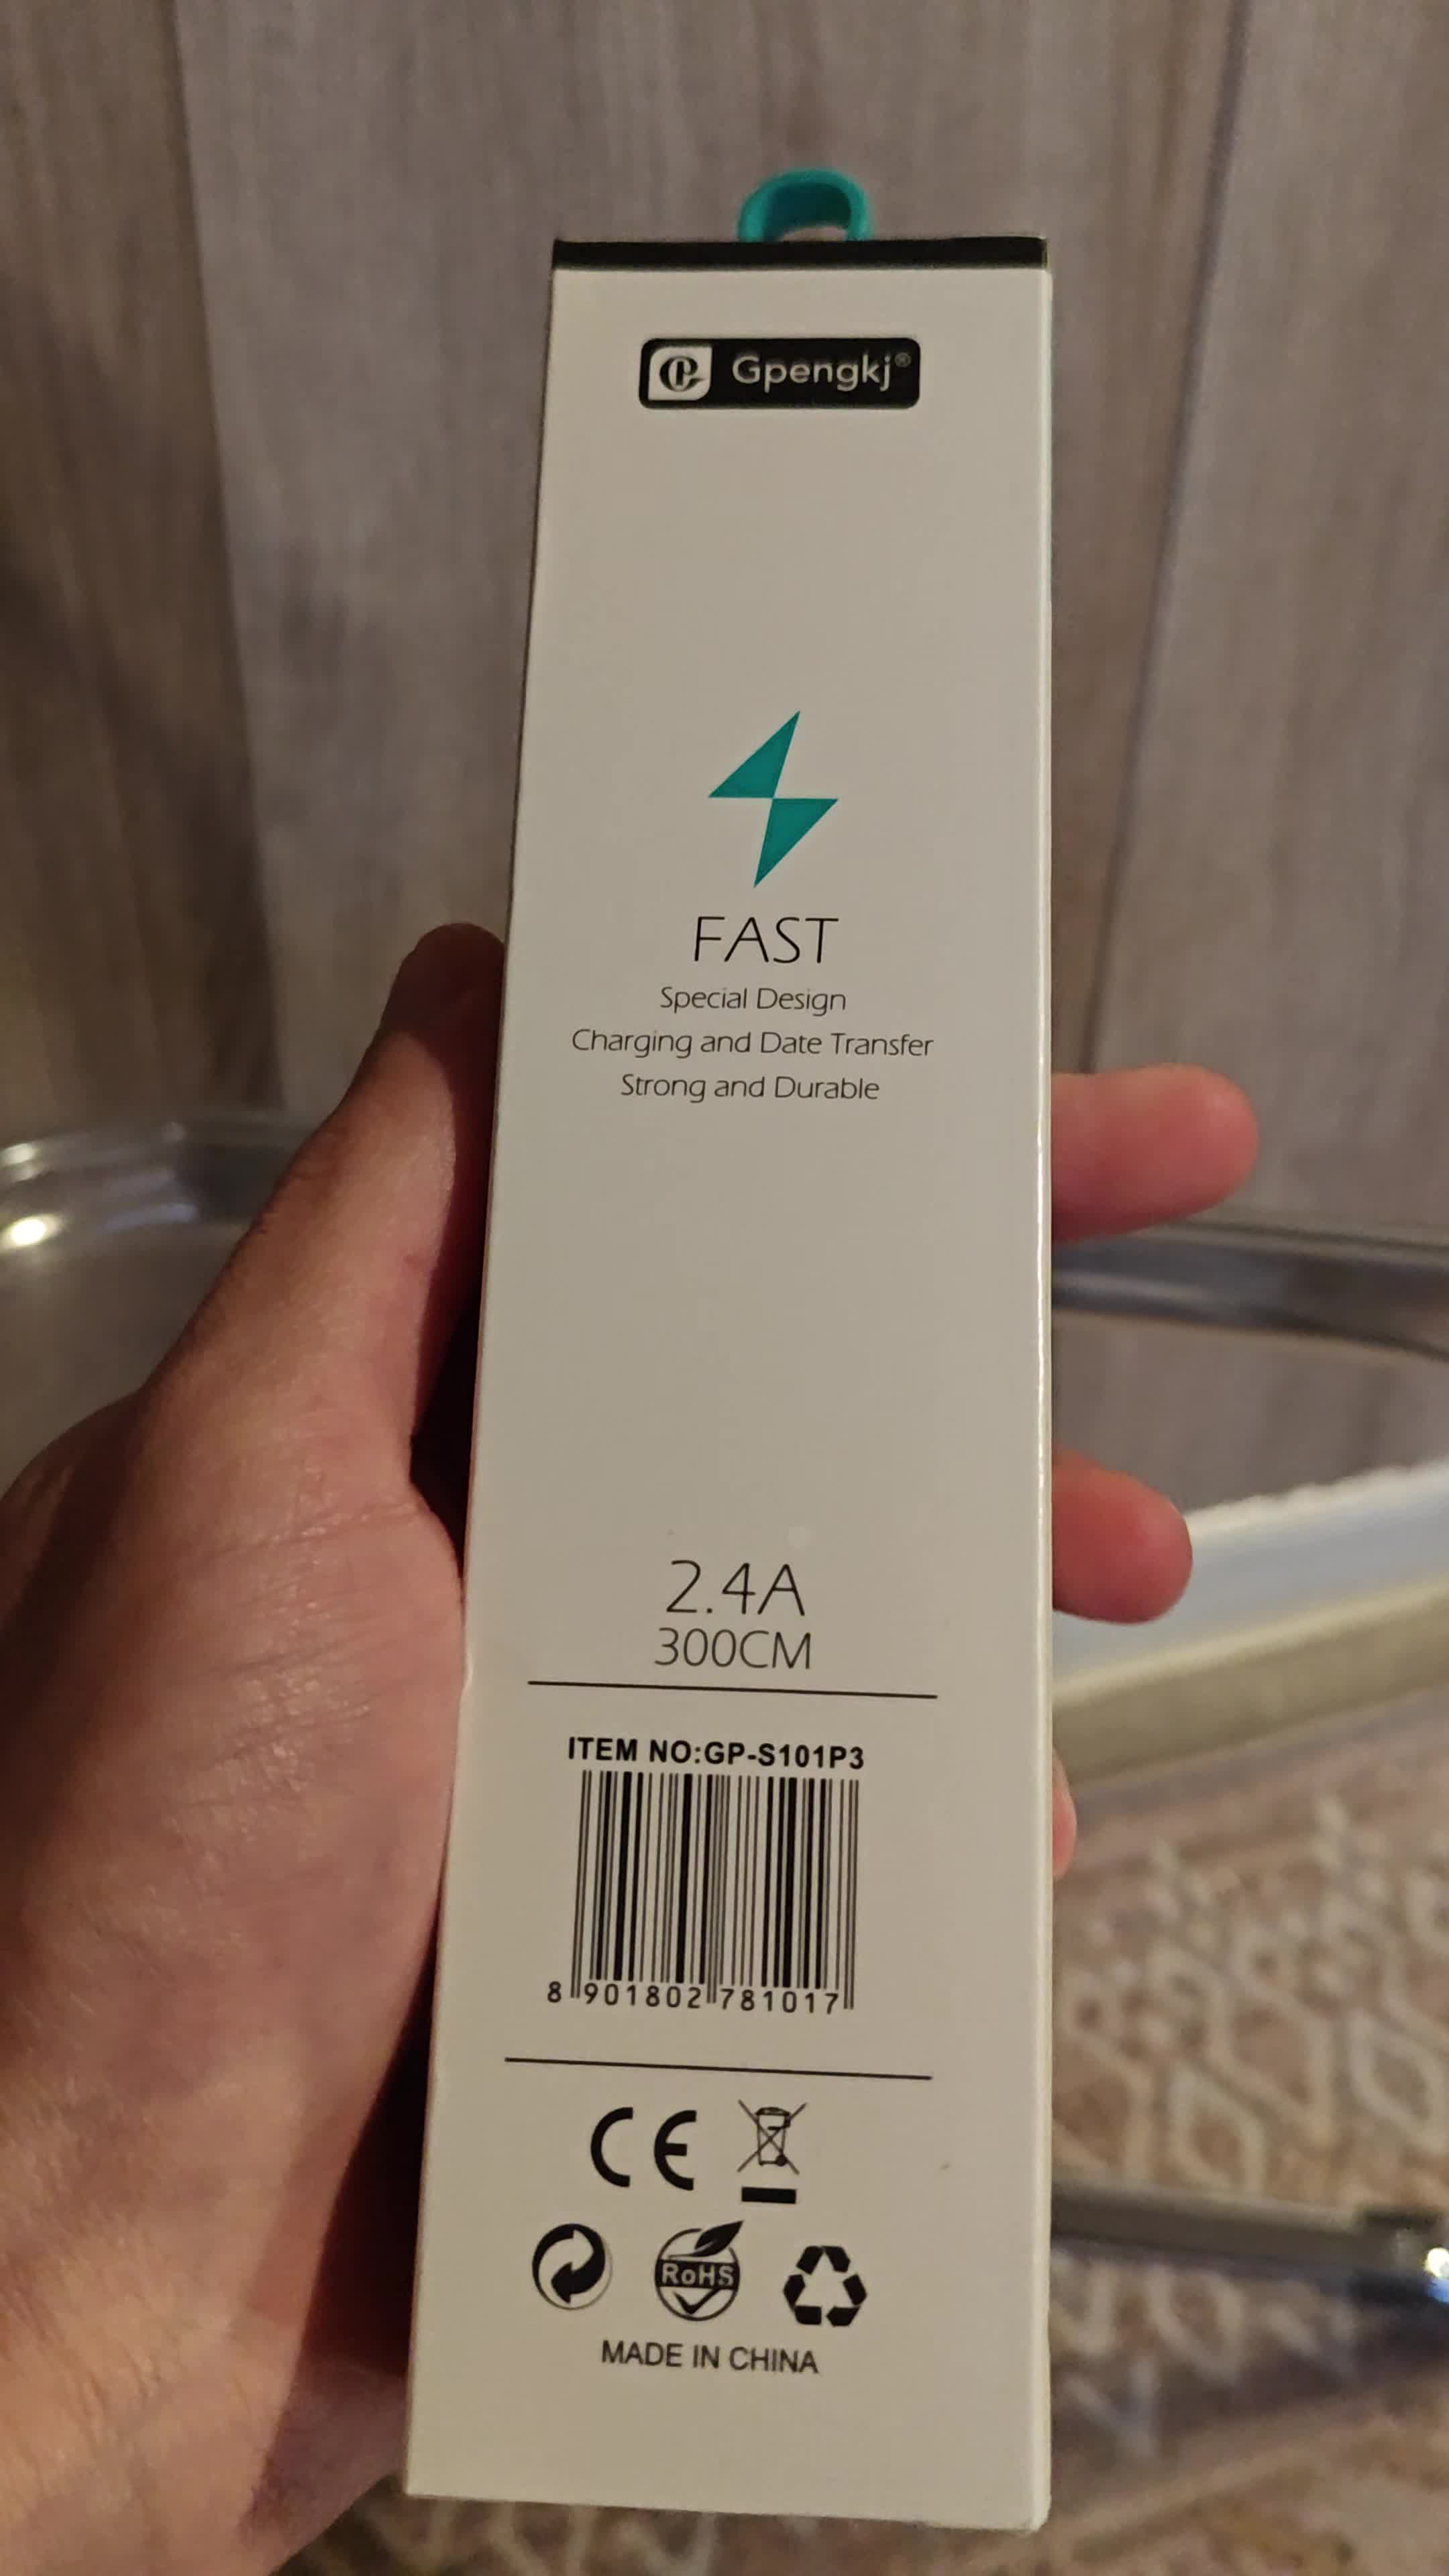 Gpengkj®
FAST
Special Design
Charging and Date Transfer
Strong and Durable
2.4A
300CM
ITEM NO:GP-S101P3
8 901802 781017
CE
RoHS
MADE IN CHINA